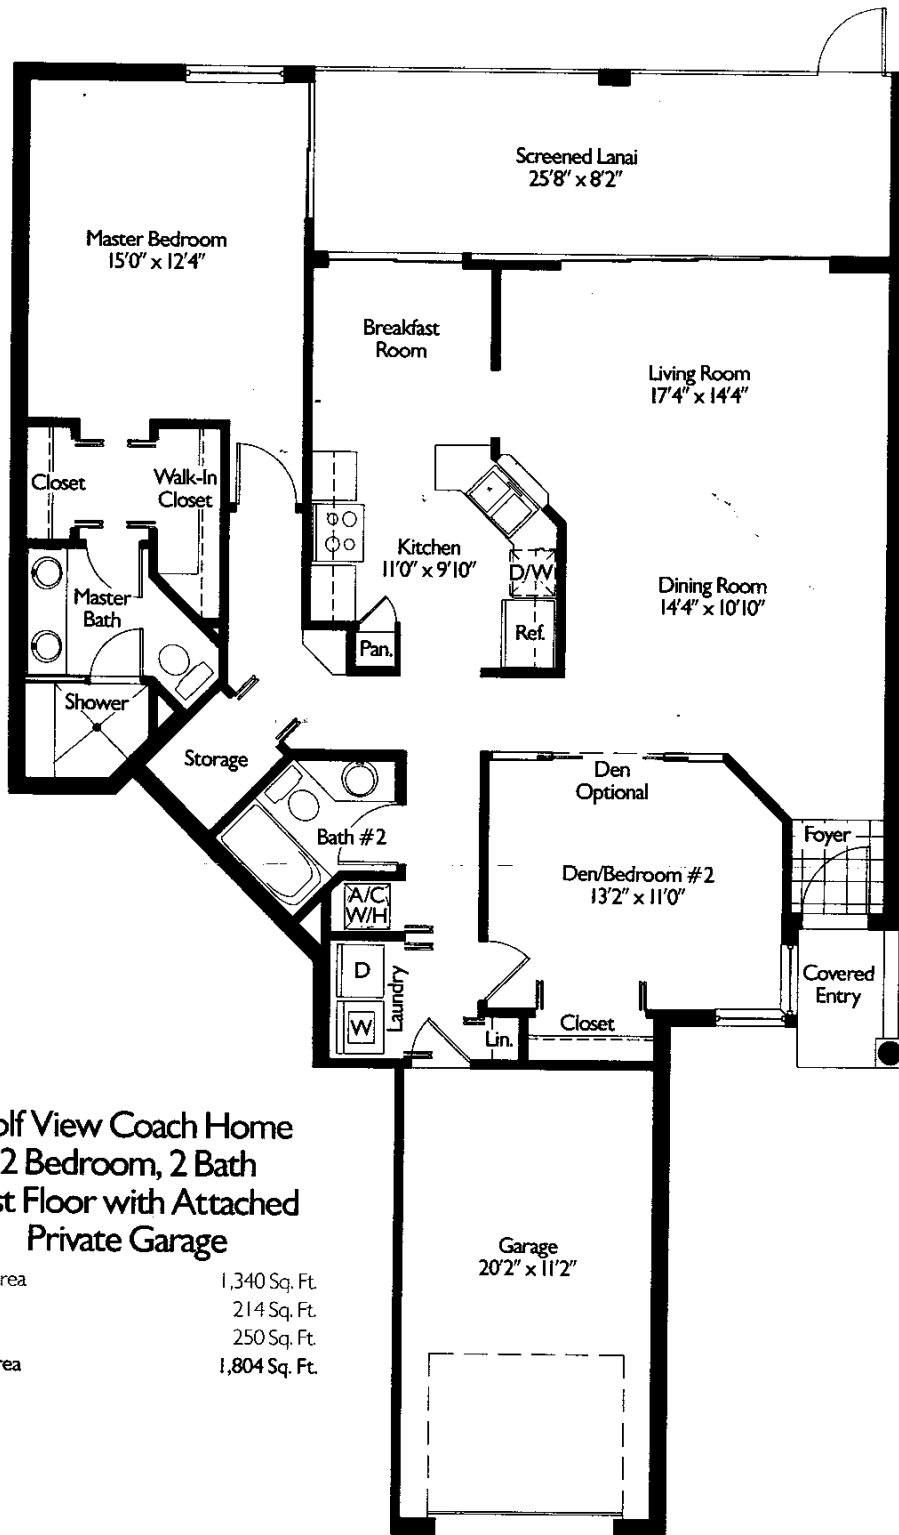 Screened Lanai
25'8" x 8'2"
Master Bedroom
15'0" x 12'4"
Breakfast
Room
Living Room
17'4" x 14'4"
Closet
Walk-In
Closet
Kitchen
11'0" x 9'10"
D/W
Master
Bath
Dining Room
14'4" x 10'10"
Ref.
Pan.
Shower
Storage
Den
Optional
Bath #2
Foyer
Den/Bedroom #2
13'2" x 11'0"
A/C
W/H
D
W
Laundry
Covered
Entry
Closet
Lin.
olf View Coach Home
2 Bedroom, 2 Bath
st Floor with Attached
Private Garage
rea 1,340 Sq. Ft.
214 Sq. Ft.
250 Sq. Ft.
rea 1,804 Sq. Ft.
Garage
20'2" x 11'2"